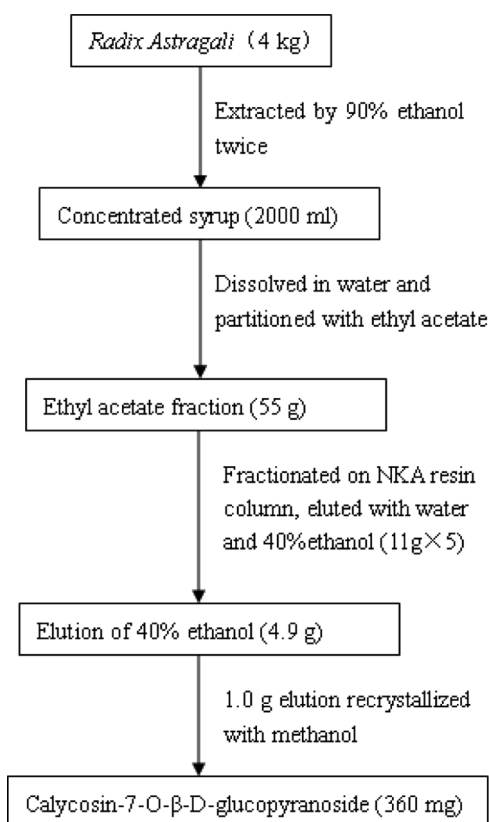 Radix Astragali（4 kg）
Extracted by 90% ethanol
twice
Concentrated syrup (2000 ml)
Dissolved in water and
partitioned with ethyl acetate
Ethyl acetate fraction (55 g)
Fractionated on NKA resin
column, eluted with water
and 40%ethanol (11g×5)
Elution of 40% ethanol (4.9 g)
1.0 g elution recrystallized
with methanol
Calycosin-7-O-β-D-glucopyranoside (360 mg)